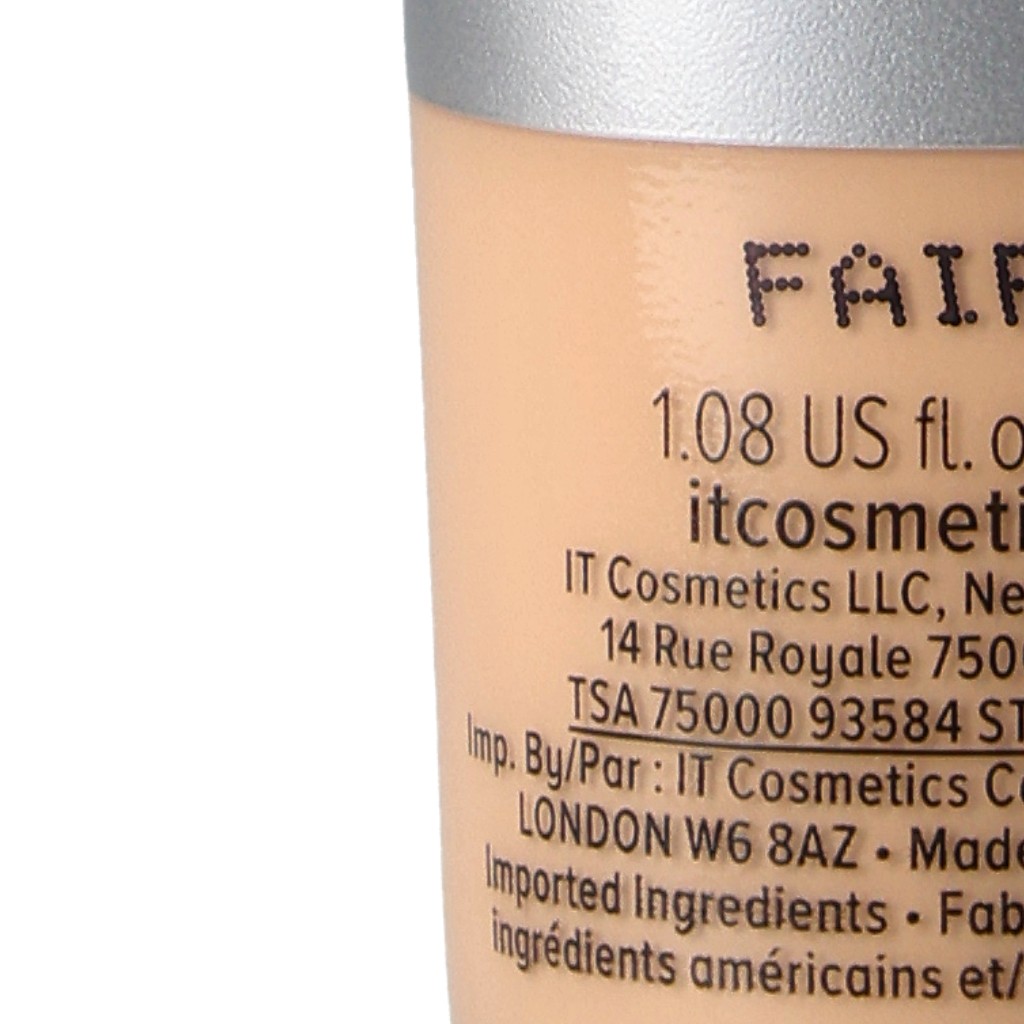 FAIR
1.08 US fl. o
itcosmeti
IT Cosmetics LLC, Ne
14 Rue Royale 750
TSA 75000 93584 ST
Imp. By/Par : IT Cosmetics C
LONDON W6 8AZ • Made
Imported Ingredients • Fab
ingrédients américains et/